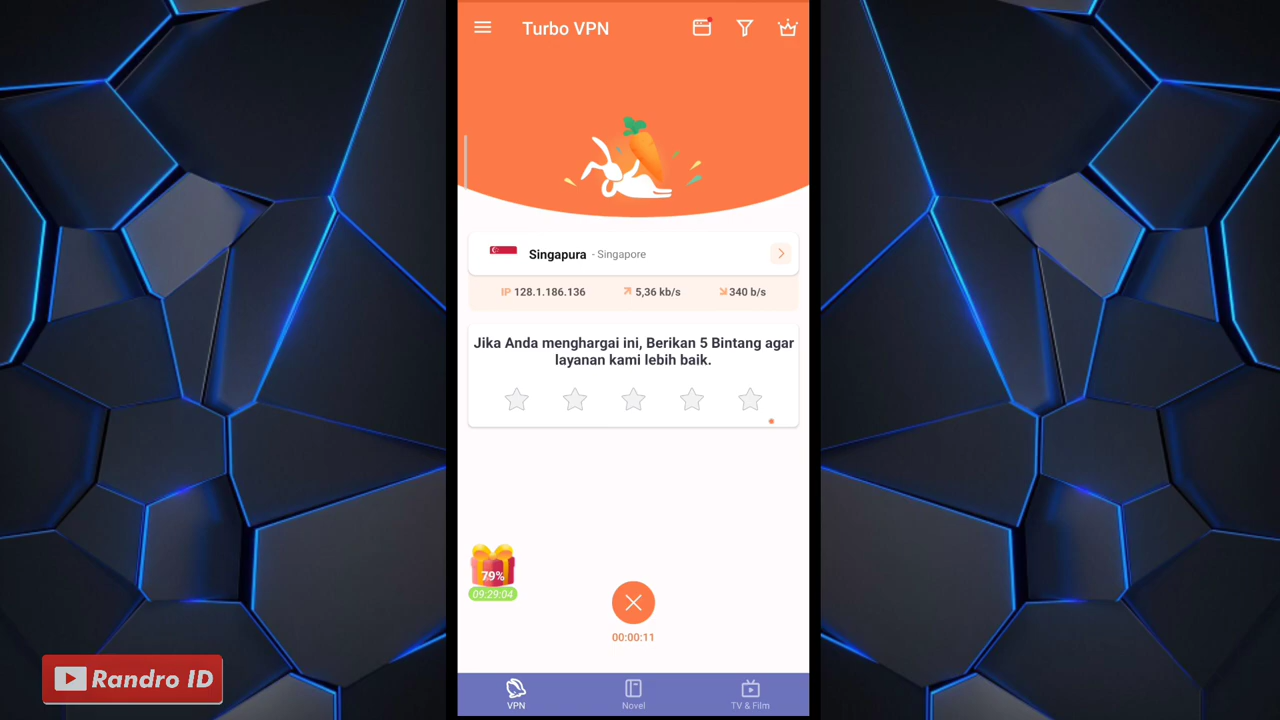 Turbo VPN
Singapura - Singapore
IP 128.1.186.136 5,36 kb/s 340 b/s
Jika Anda menghargai ini, Berikan 5 Bintang agar
layanan kami lebih baik.
79%
09:29:04
00:00:11
Randro ID
VPN Novel TV & Film